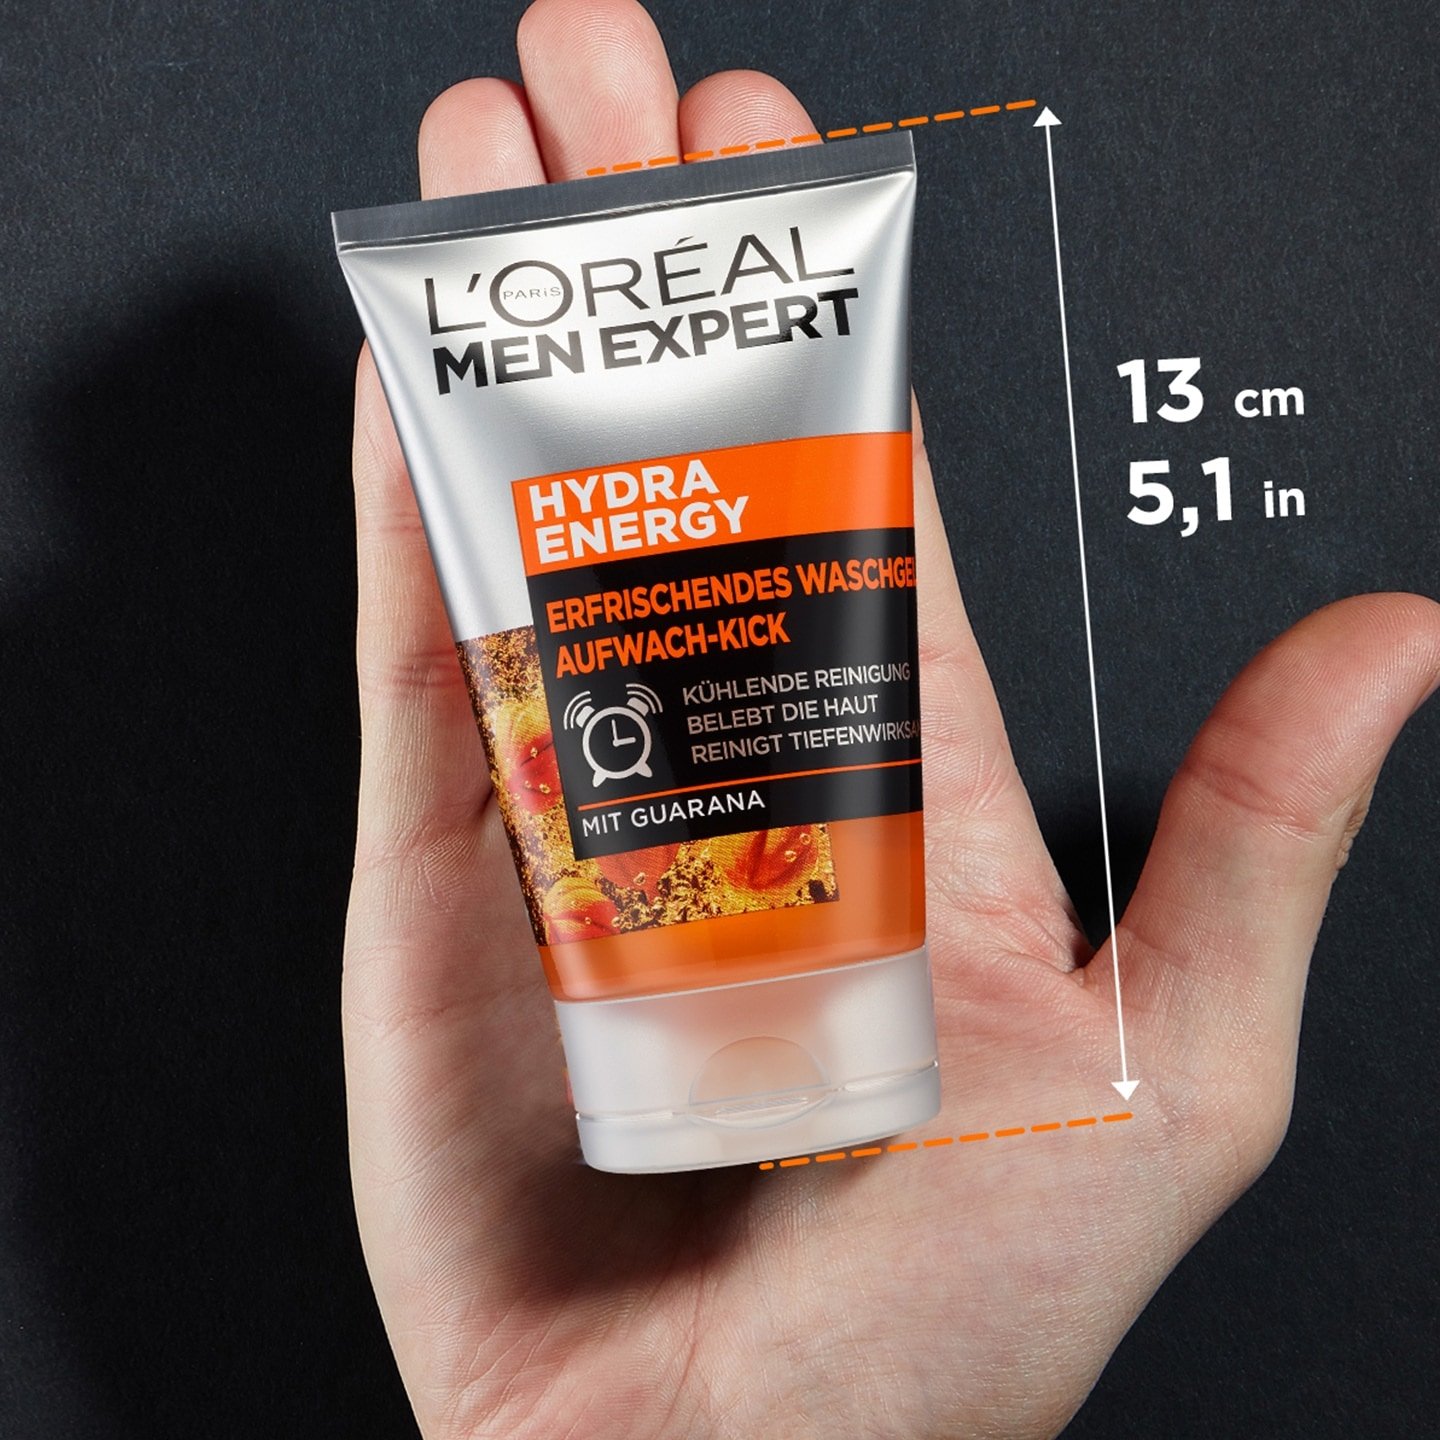 L'ORÉAL
PARIS
MEN EXPERT
HYDRA
ENERGY
ERFRISCHENDES WASCHGEL
AUFWACH-KICK
KÜHLENDE REINIGUNG
BELEBT DIE HAUT
REINIGT TIEFENWIRKSA
MIT GUARANA
13 cm
5,1 in